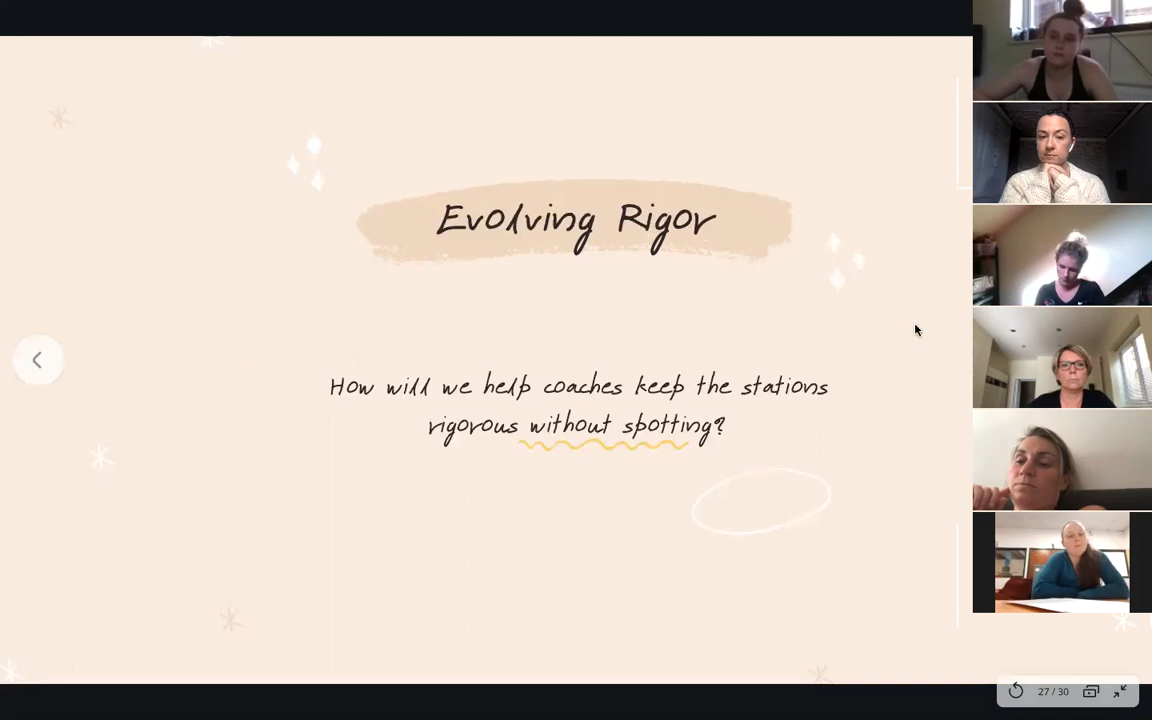 Evolving Rigor
How will we help coaches keep the stations
rigorous without spotting?
27 / 30